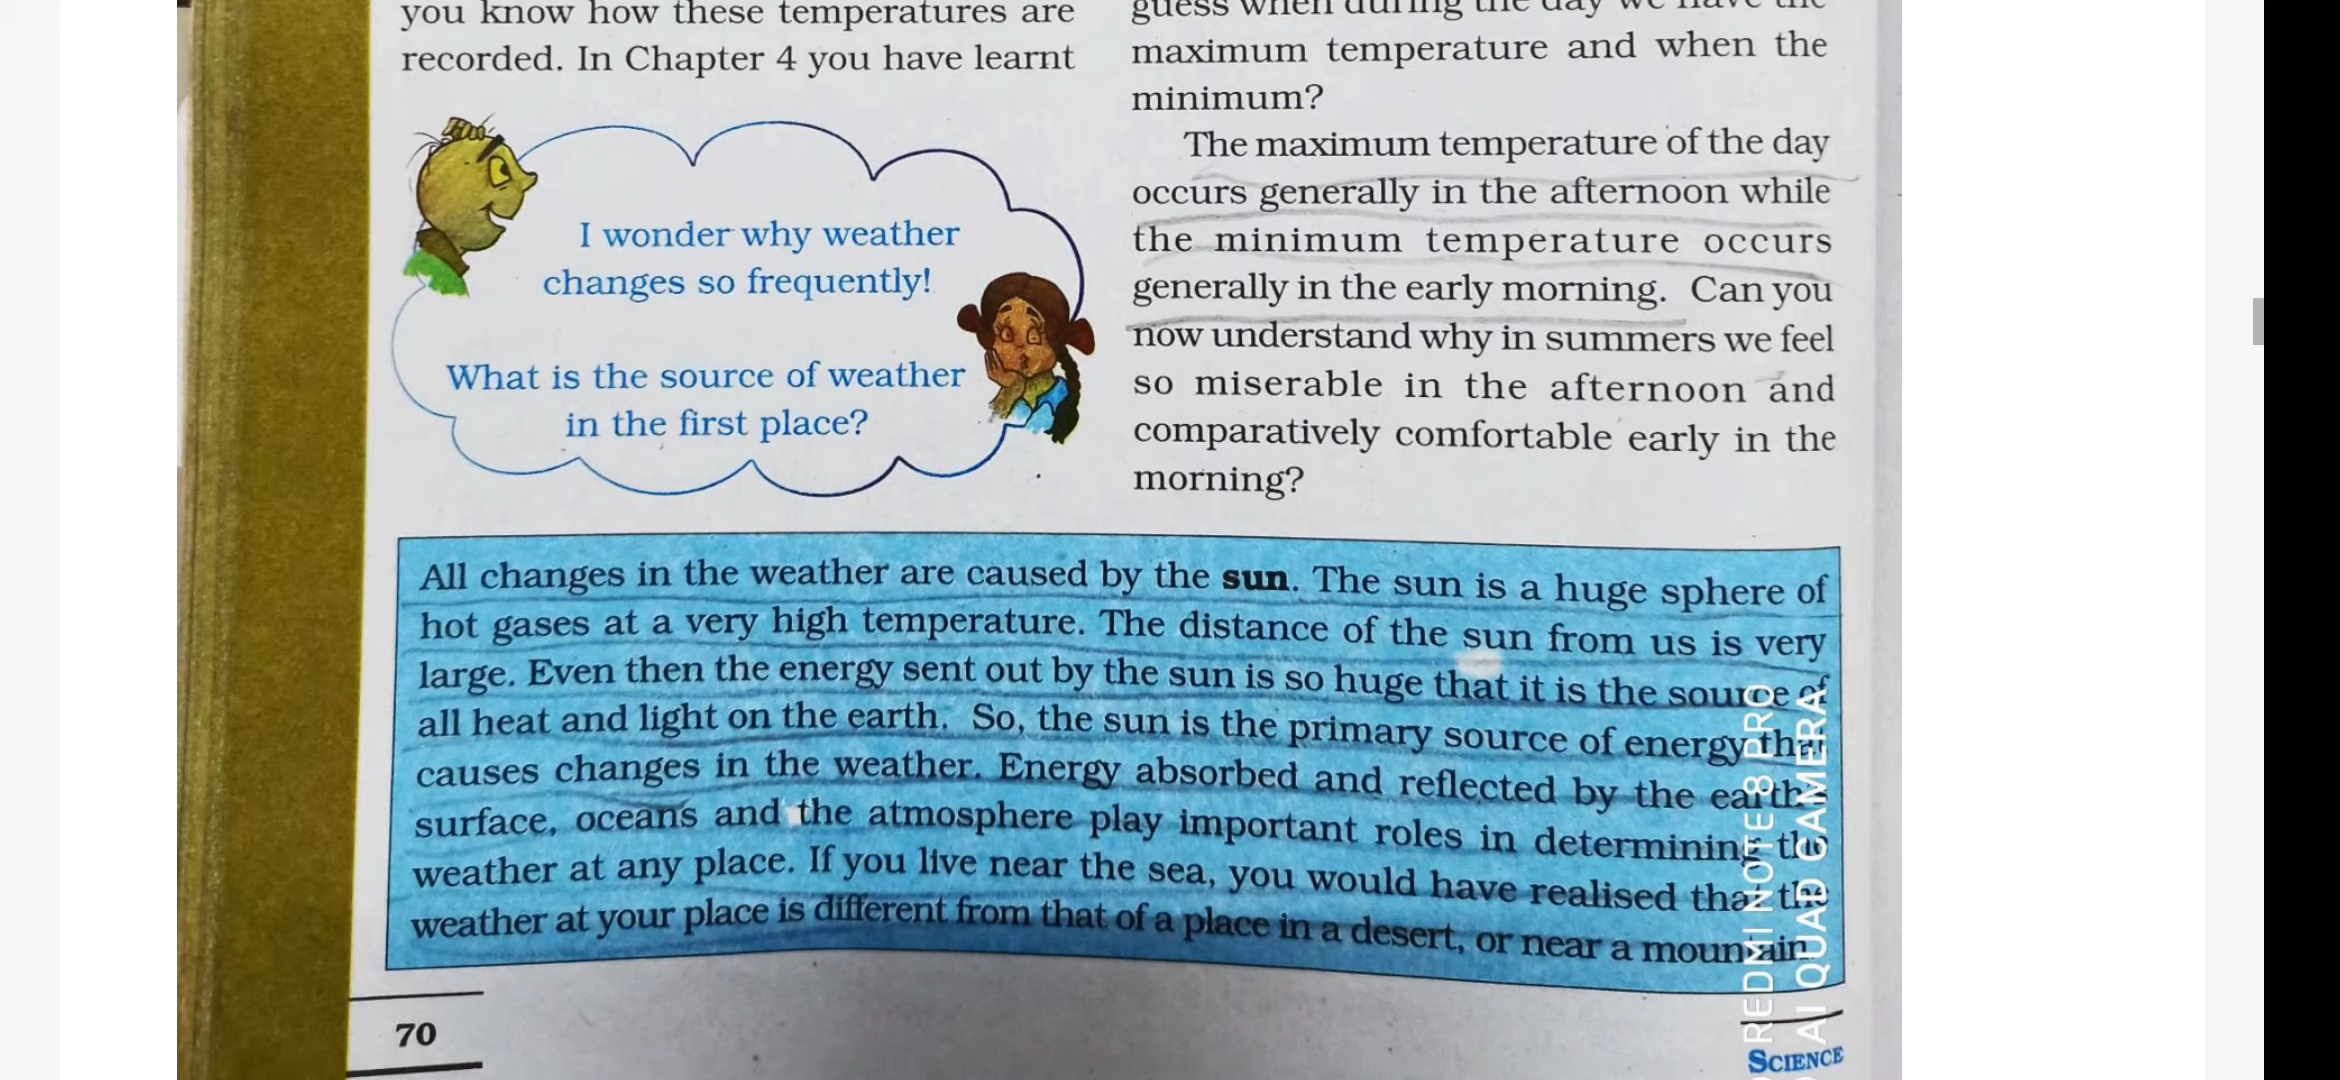 you know how these temperatures are
recorded. In Chapter 4 you have learnt
I wonder why weather
changes so frequently!
What is the source of weather
in the first place?
guess when during the day we have the
maximum temperature and when the
minimum?
The maximum temperature of the day
occurs generally in the afternoon while
the minimum temperature occurs
generally in the early morning. Can you
now understand why in summers we feel
so miserable in the afternoon and
comparatively comfortable early in the
morning?
All changes in the weather are caused by the sun. The sun is a huge sphere of
hot gases at a very high temperature. The distance of the sun from us is very
large. Even then the energy sent out by the sun is so huge that it is the source of
all heat and light on the earth. So, the sun is the primary source of energy that
causes changes in the weather. Energy absorbed and reflected by the earth's
surface, oceans and the atmosphere play important roles in determining the
weather at any place. If you live near the sea, you would have realised that the
weather at your place is different from that of a place in a desert, or near a mountain.
70
SCIENCE
REDMI NOTE 8 PRO
AI QUAD CAMERA